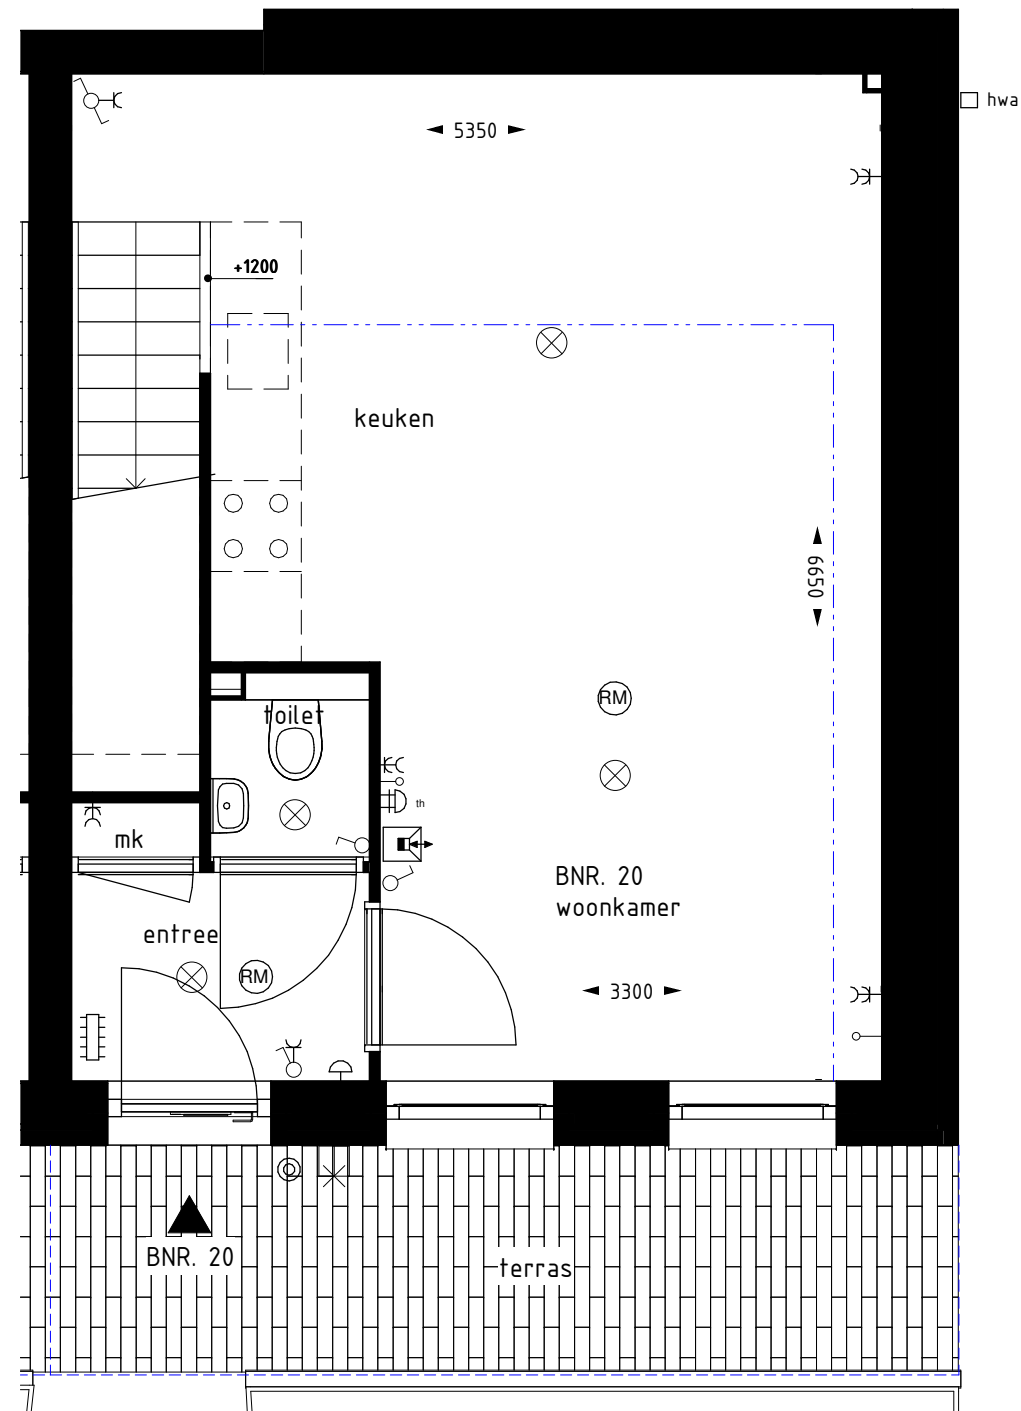 hwa
5350
+1200
keuken
6650
RM
toilet
th
mk
BNR. 20
woonkamer
entree
RM
3300
BNR. 20
terras